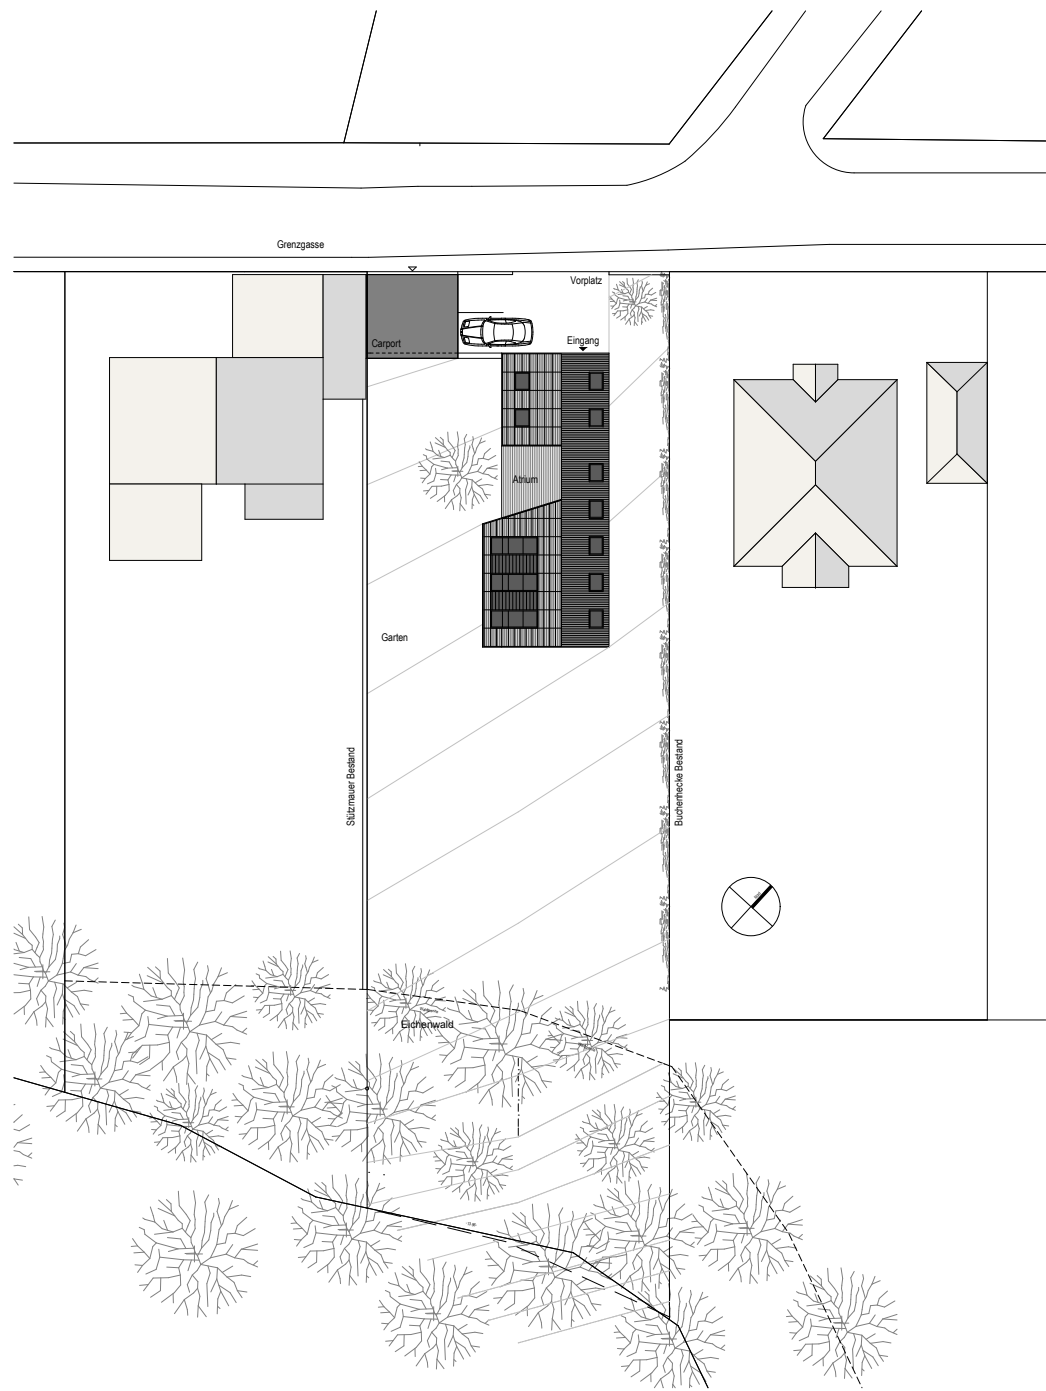 Grenzgasse
Vorplatz
Carport
Eingang
Atrium
Garten
Stützmauer Bestand
Buchenhecke Bestand
Eichenwald